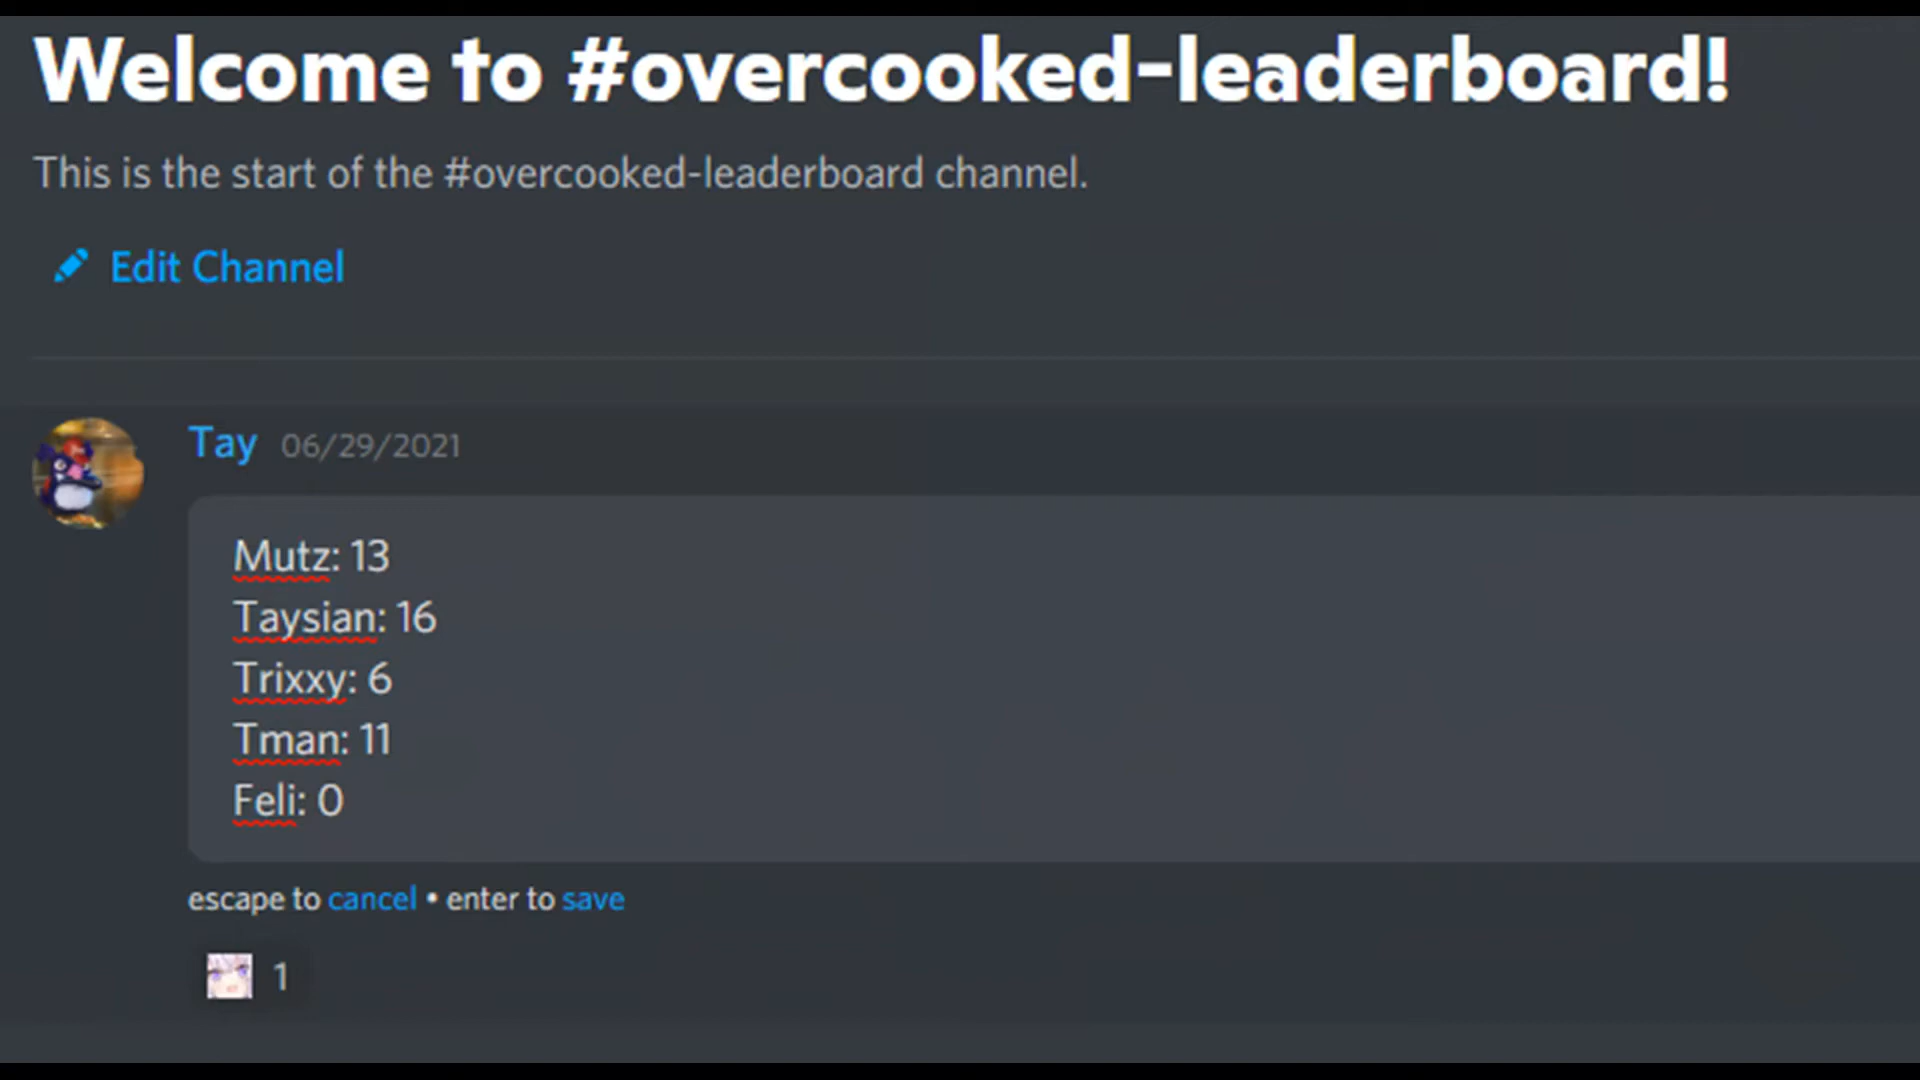 Welcome to #overcooked-leaderboard!
This is the start of the #overcooked-leaderboard channel.
Edit Channel
Tay 06/29/2021
Mutz: 13
Taysian: 16
Trixxy: 6
Tman: 11
Feli: 0
escape to cancel • enter to save
1